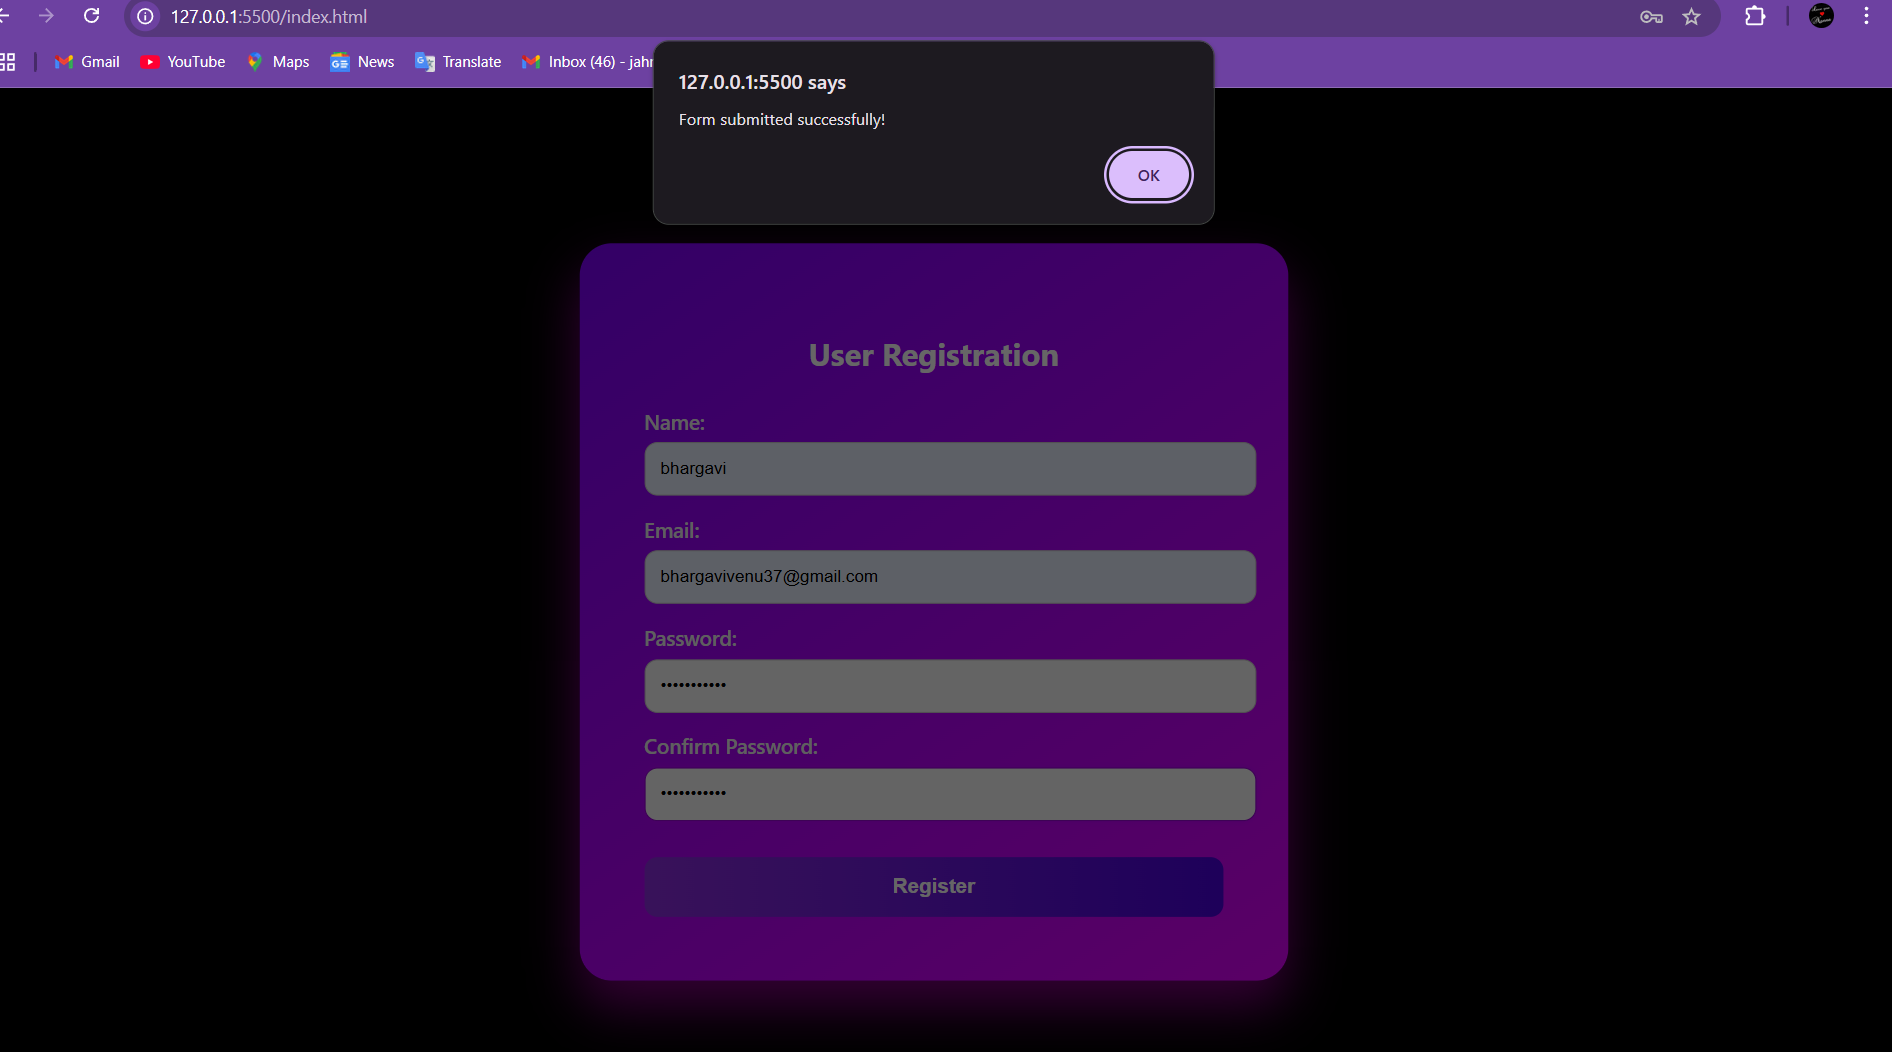 127.0.0.1:5500/index.html
Gmail YouTube Maps News Translate Inbox (46) - jahn
127.0.0.1:5500 says
Form submitted successfully!
OK
User Registration
Name:
bhargavi
Email:
bhargavivenu37@gmail.com
Password:
•••••••••••
Confirm Password:
•••••••••••
Register